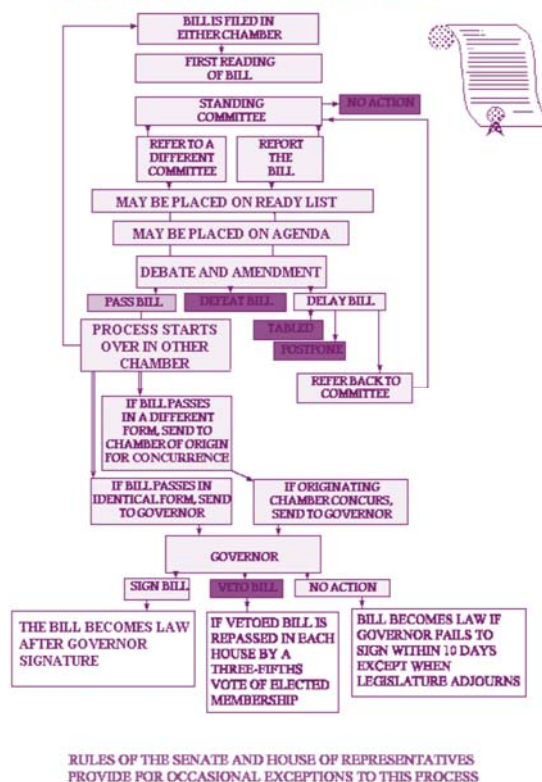 BILL IS FILED IN
EITHER CHAMBER
FIRST READING
OF BILL
STANDING
COMMITTEE
NO ACTION
REFER TO A
DIFFERENT
COMMITTEE
REPORT
THE
BILL
MAY BE PLACED ON READY LIST
MAY BE PLACED ON AGENDA
DEBATE AND AMENDMENT
PASS BILL
DEFEAT BILL
DELAY BILL
TABLED
POSTPONE
PROCESS STARTS
OVER IN OTHER
CHAMBER
REFER BACK TO
COMMITTEE
IF BILL PASSES
IN A DIFFERENT
FORM, SEND TO
CHAMBER OF ORIGIN
FOR CONCURRENCE
IF BILL PASSES IN
IDENTICAL FORM, SEND
TO GOVERNOR
IF ORIGINATING
CHAMBER CONCURS,
SEND TO GOVERNOR
GOVERNOR
SIGN BILL
VETO BILL
NO ACTION
THE BILL BECOMES LAW
AFTER GOVERNOR
SIGNATURE
IF VETOED BILL IS
REPASSED IN EACH
HOUSE BY A
THREE-FIFTHS
VOTE OF ELECTED
MEMBERSHIP
BILL BECOMES LAW IF
GOVERNOR FAILS TO
SIGN WITHIN 10 DAYS
EXCEPT WHEN
LEGISLATURE ADJOURNS
RULES OF THE SENATE AND HOUSE OF REPRESENTATIVES
PROVIDE FOR OCCASIONAL EXCEPTIONS TO THIS PROCESS